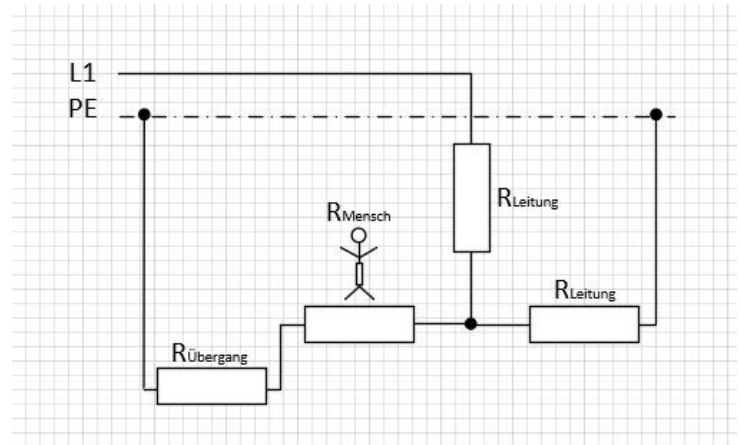 L1
PE
RLeitung
RMensch
RLeitung
RÜbergang